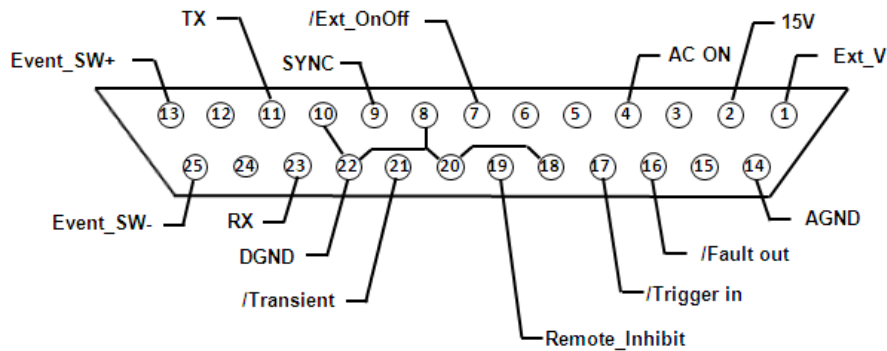 TX
/Ext_OnOff
15V
Event_SW+
SYNC
AC ON
Ext_V
13 12 11 10 9 8 7 6 5 4 3 2 1
25 24 23 22 21 20 19 18 17 16 15 14
Event_SW-
RX
AGND
DGND
/Fault out
/Transient
/Trigger in
Remote_Inhibit